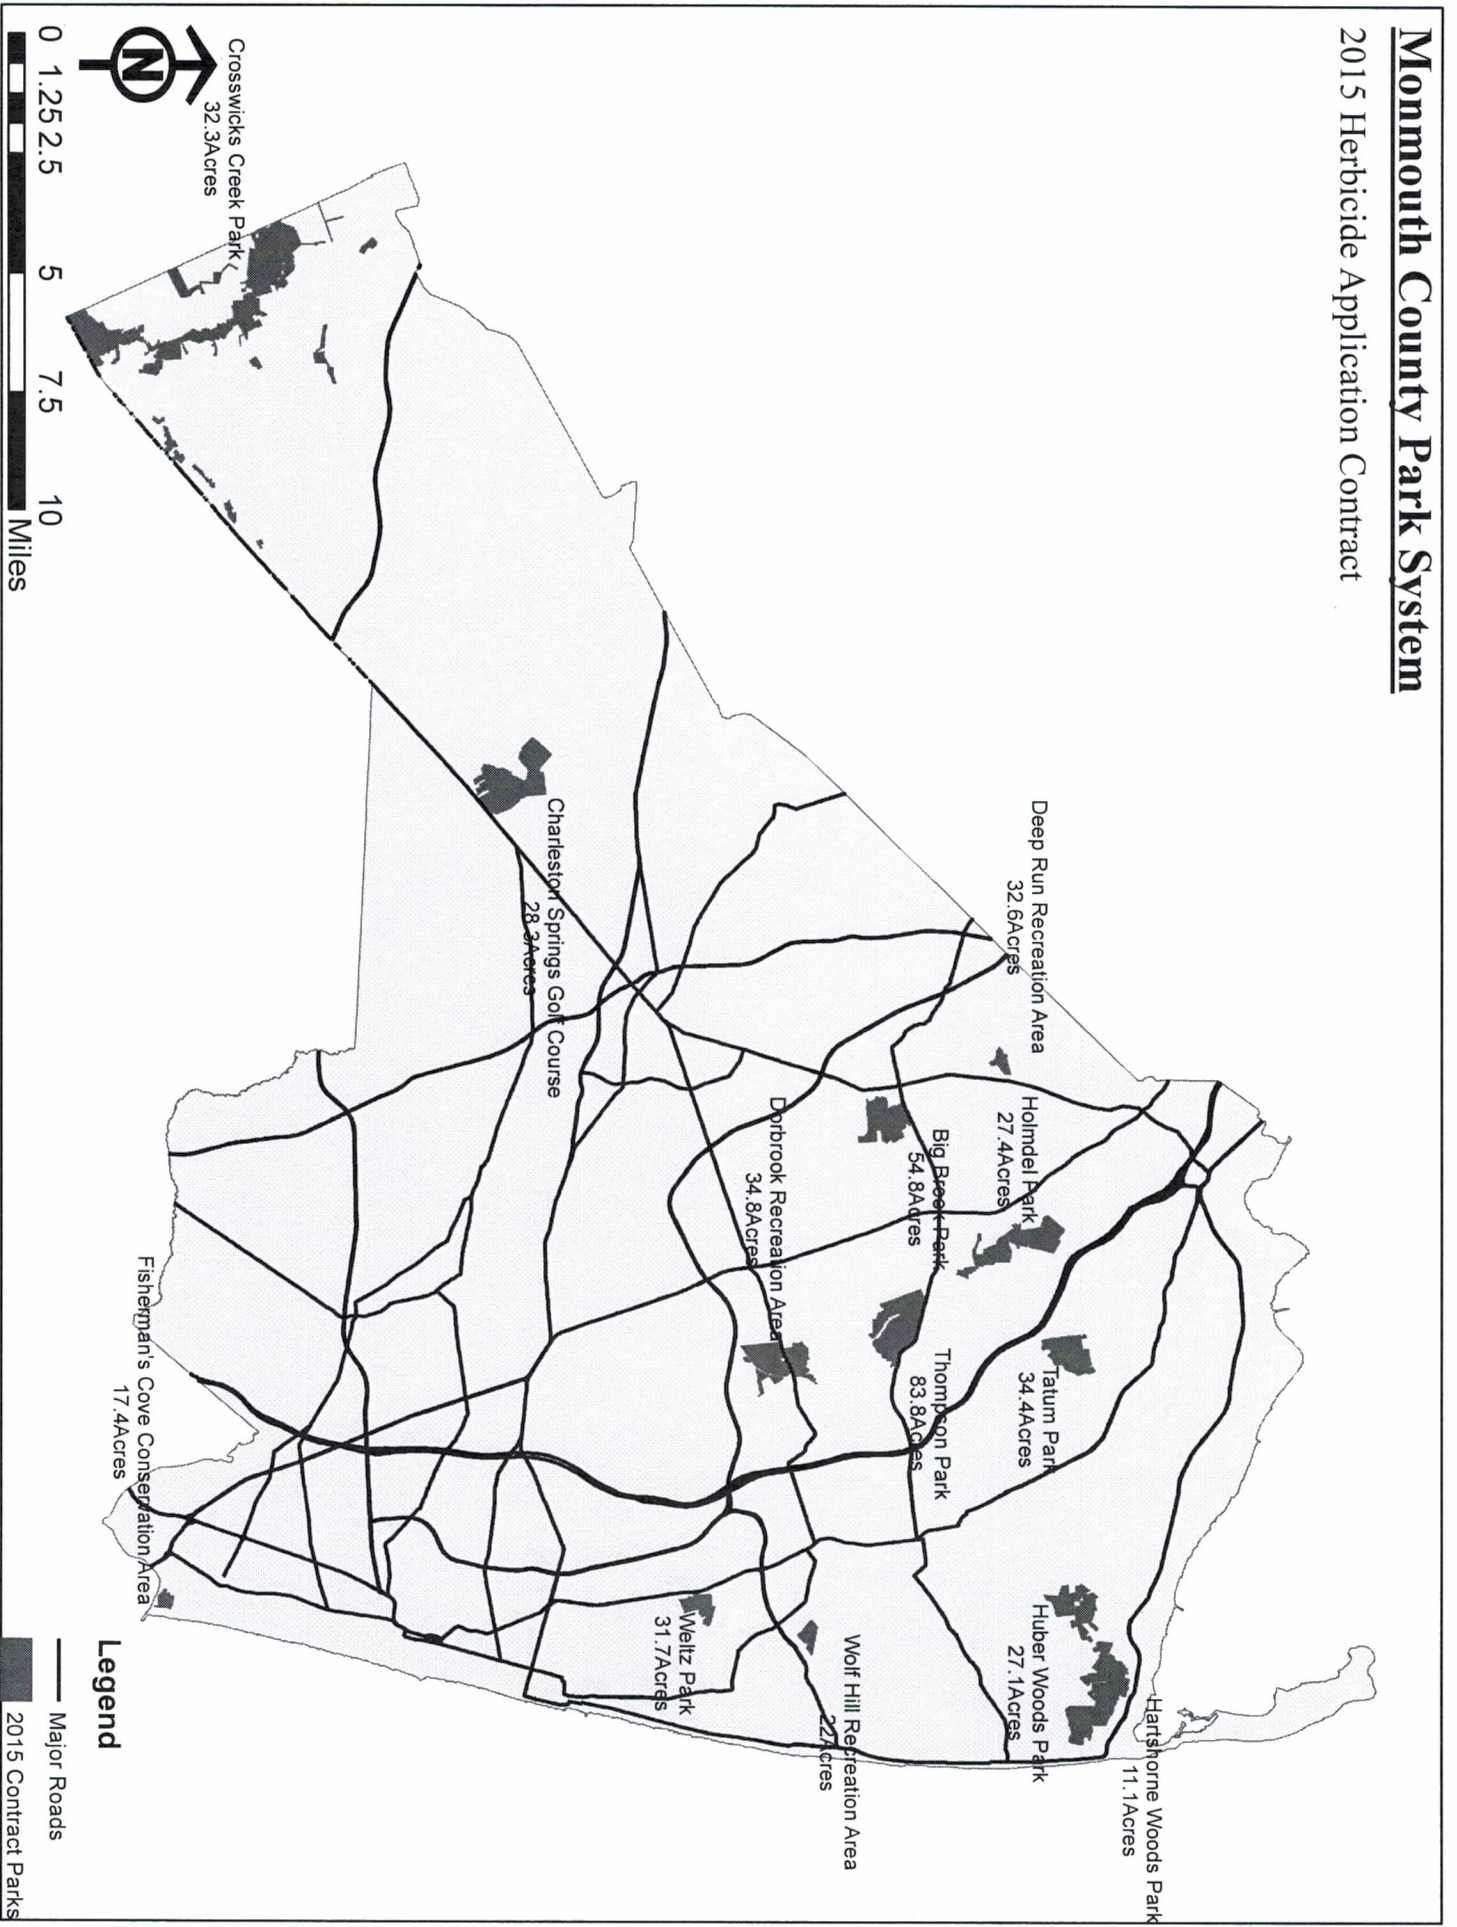 Monmouth County Park System
2015 Herbicide Application Contract
Hartshorne Woods Park
11.1Acres
Deep Run Recreation Area
32.6Acres
Holmdel Park
27.4Acres
Tatum Park
34.4Acres
Huber Woods Park
27.1Acres
Big Brook Park
54.8Acres
Thompson Park
83.8Acres
Wolf Hill Recreation Area
22Acres
Dorbrook Recreation Area
34.8Acres
Weltz Park
31.7Acres
Charleston Springs Golf Course
28.3Acres
Crosswicks Creek Park
32.3Acres
Fisherman's Cove Conservation Area
17.4Acres
N
0 1.25 2.5 5 7.5 10
Miles
Legend
Major Roads
2015 Contract Parks